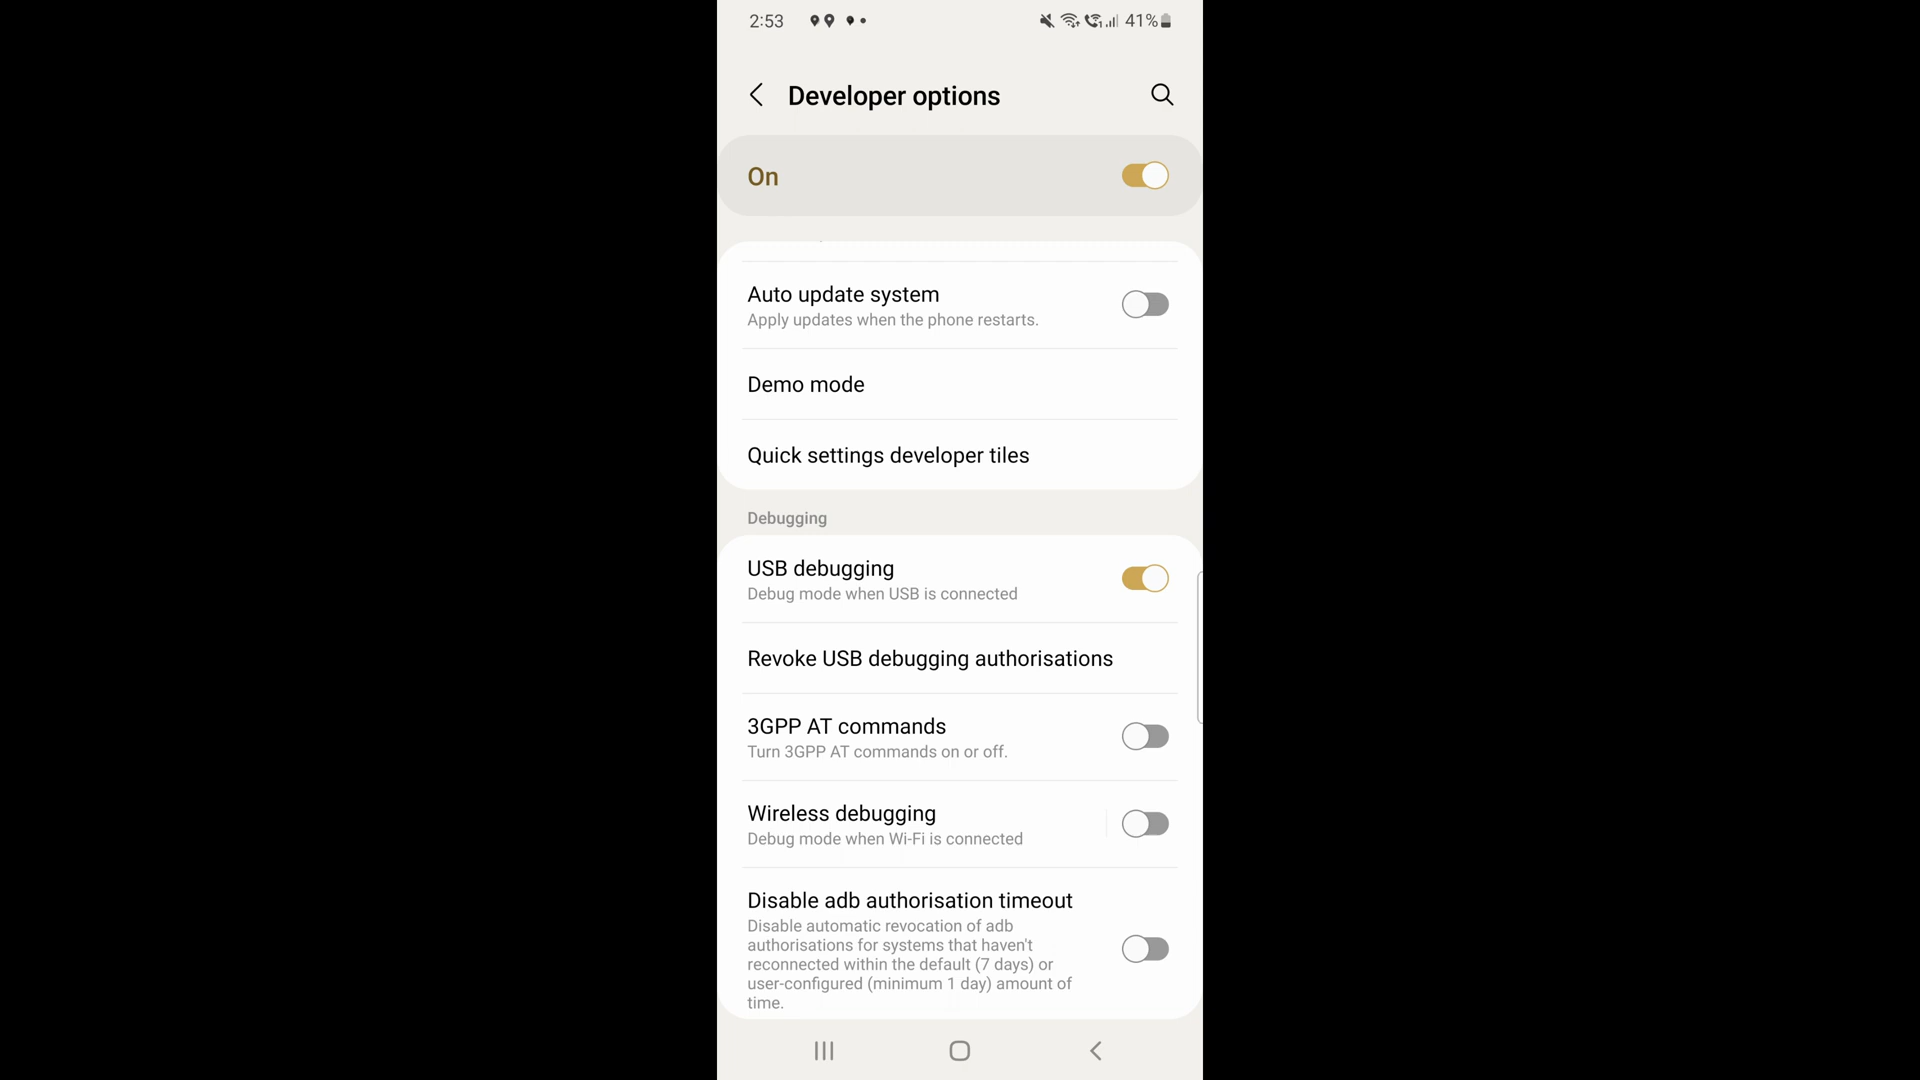 2:53
41%
Developer options
On
Auto update system
Apply updates when the phone restarts.
Demo mode
Quick settings developer tiles
Debugging
USB debugging
Debug mode when USB is connected
Revoke USB debugging authorisations
3GPP AT commands
Turn 3GPP AT commands on or off.
Wireless debugging
Debug mode when Wi-Fi is connected
Disable adb authorisation timeout
Disable automatic revocation of adb
authorisations for systems that haven't
reconnected within the default (7 days) or
user-configured (minimum 1 day) amount of
time.